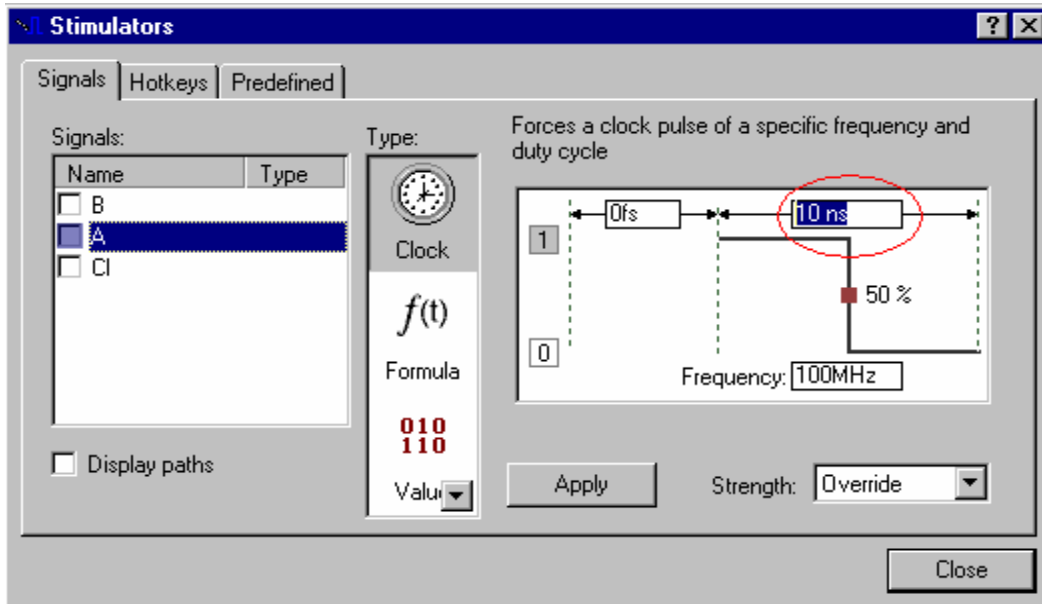 Stimulators
Signals Hotkeys Predefined
Signals:
Name Type
B
A
CI
Display paths
Type:
Clock
f(t)
Formula
010
110
Forces a clock pulse of a specific frequency and
duty cycle
0fs 10 ns
1
50 %
0
Frequency: 100MHz
Apply
Strength: Override
Close